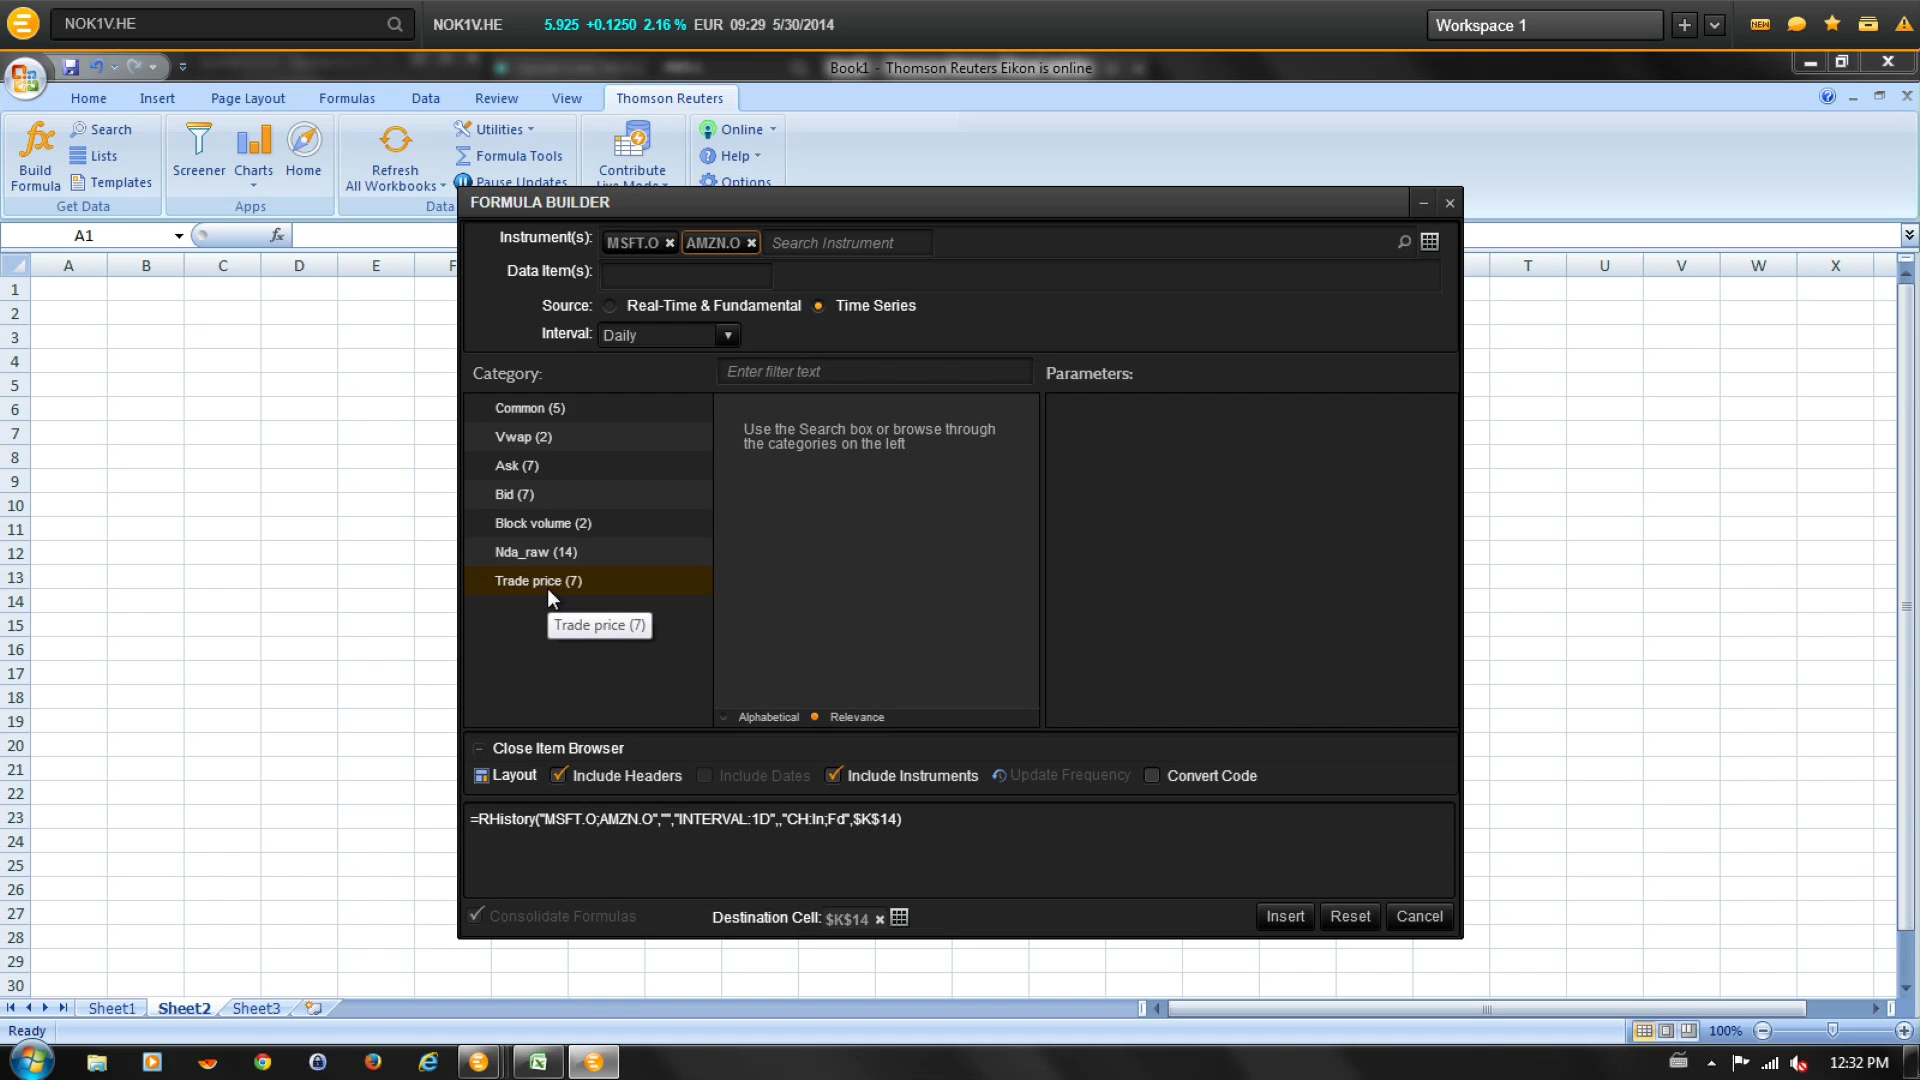 NOK1V.HE
NOK1V.HE 5.925 +0.1250 2.16 % EUR 09:29 5/30/2014
Workspace 1
NEW
Book1 - Thomson Reuters Eikon is online
Home Insert Page Layout Formulas Data Review View Thomson Reuters
Build Formula
Search
Lists
Templates
Get Data
Screener Charts Home
Apps
Refresh All Workbooks
Utilities
Formula Tools
Pause Updates
Data
Contribute
Live Mode
Online
Help
Options
A1
fx
A B C D E F
T U V W X
1
2
3
4
5
6
7
8
9
10
11
12
13
14
15
16
17
18
19
20
21
22
23
24
25
26
27
28
29
30
FORMULA BUILDER
Instrument(s): MSFT.O AMZN.O Search Instrument
Data Item(s):
Source: Real-Time & Fundamental Time Series
Interval: Daily
Category: Enter filter text Parameters:
Common (5)
Vwap (2)
Ask (7)
Bid (7)
Block volume (2)
Nda_raw (14)
Trade price (7)
Trade price (7)
Use the Search box or browse through
the categories on the left
Alphabetical Relevance
Close Item Browser
Layout Include Headers Include Dates Include Instruments Update Frequency Convert Code
=RHistory("MSFT.O;AMZN.O","","INTERVAL:1D",,"CH:In;Fd",$K$14)
Consolidate Formulas Destination Cell: $K$14 Insert Reset Cancel
Sheet1 Sheet2 Sheet3
Ready 100%
12:32 PM